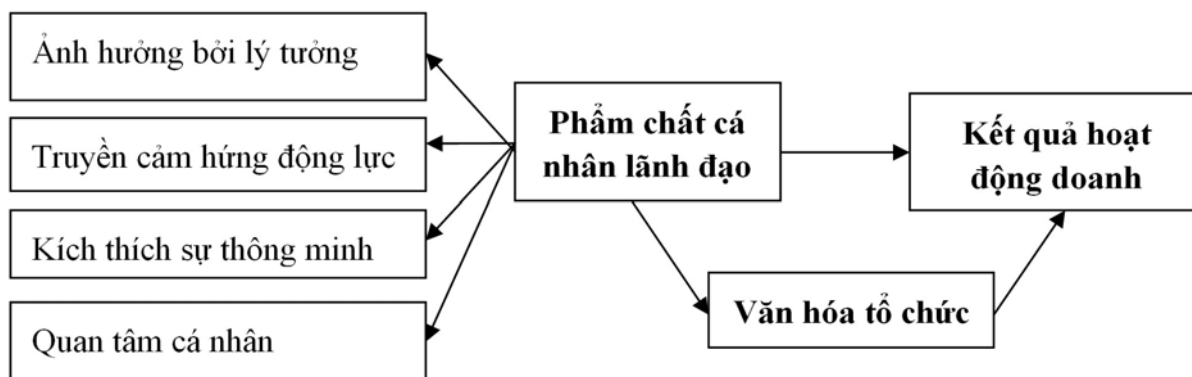 Ảnh hưởng bởi lý tưởng
Truyền cảm hứng động lực
Kích thích sự thông minh
Quan tâm cá nhân
Phẩm chất cá
nhân lãnh đạo
Văn hóa tổ chức
Kết quả hoạt
động doanh